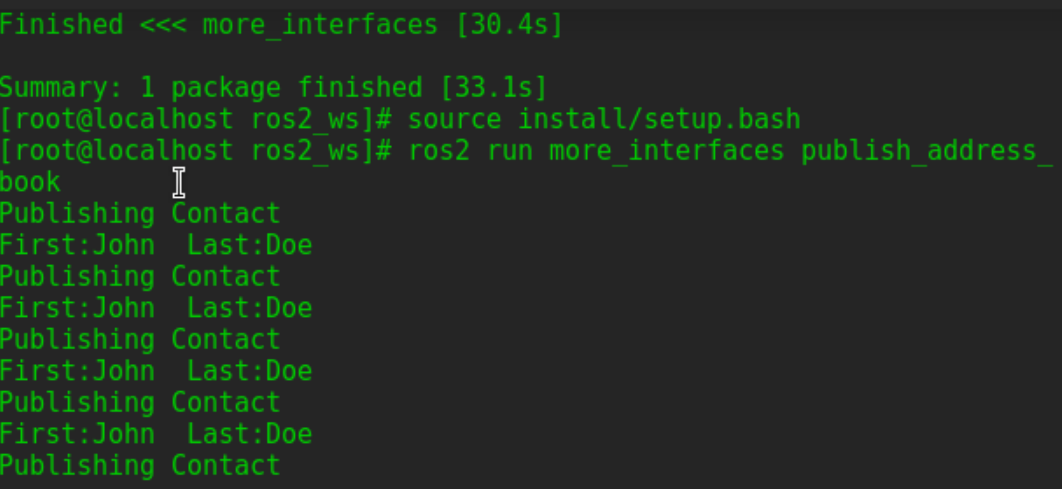 Finished <<< more_interfaces [30.4s]
Summary: 1 package finished [33.1s]
[root@localhost ros2_ws]# source install/setup.bash
[root@localhost ros2_ws]# ros2 run more_interfaces publish_address_
book
Publishing Contact
First:John  Last:Doe
Publishing Contact
First:John  Last:Doe
Publishing Contact
First:John  Last:Doe
Publishing Contact
First:John  Last:Doe
Publishing Contact